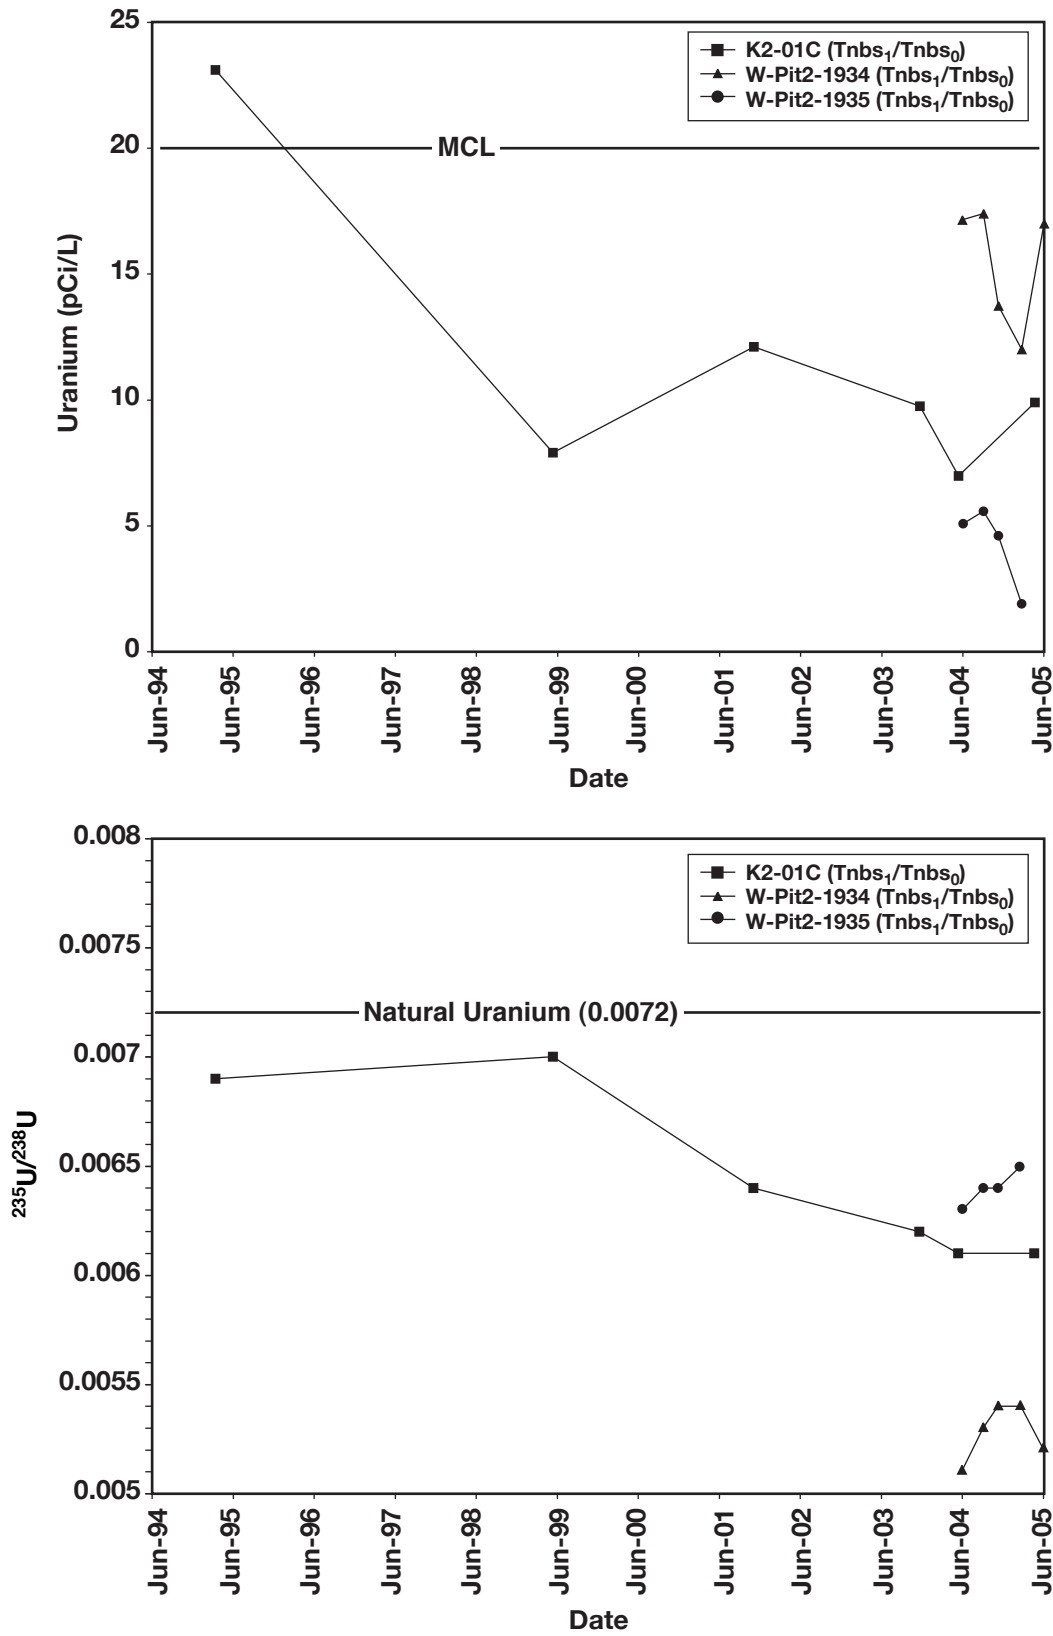 25
20
15
10
5
0
Uranium (pCi/L)
K2-01C (Tnbs₁/Tnbs₀)
W-Pit2-1934 (Tnbs₁/Tnbs₀)
W-Pit2-1935 (Tnbs₁/Tnbs₀)
MCL
Jun-94
Jun-95
Jun-96
Jun-97
Jun-98
Jun-99
Jun-00
Jun-01
Jun-02
Jun-03
Jun-04
Jun-05
Date
0.008
0.0075
0.007
0.0065
0.006
0.0055
0.005
²³⁵U/²³⁸U
K2-01C (Tnbs₁/Tnbs₀)
W-Pit2-1934 (Tnbs₁/Tnbs₀)
W-Pit2-1935 (Tnbs₁/Tnbs₀)
Natural Uranium (0.0072)
Jun-94
Jun-95
Jun-96
Jun-97
Jun-98
Jun-99
Jun-00
Jun-01
Jun-02
Jun-03
Jun-04
Jun-05
Date